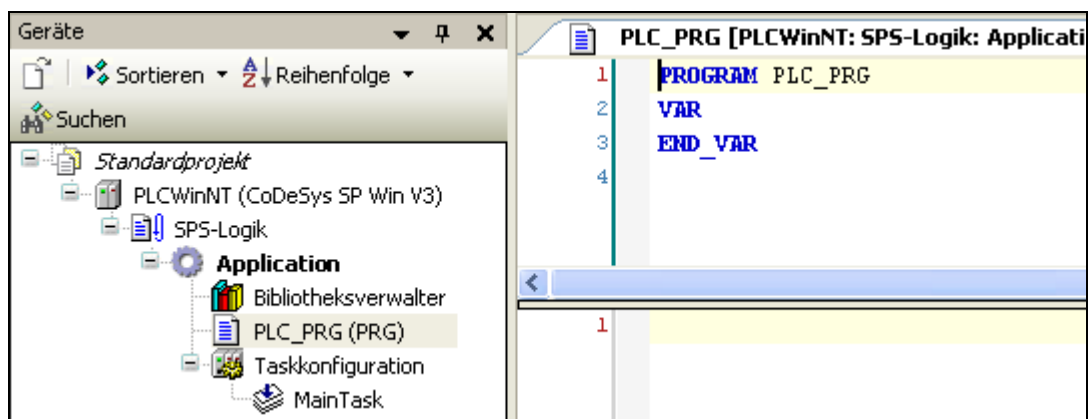 Geräte
Sortieren Reihenfolge
Suchen
Standardprojekt
PLCWinNT (CoDeSys SP Win V3)
SPS-Logik
Application
Bibliotheksverwalter
PLC_PRG (PRG)
Taskkonfiguration
MainTask
PLC_PRG [PLCWinNT: SPS-Logik: Applicati
1 PROGRAM PLC_PRG
2 VAR
3 END_VAR
4
1